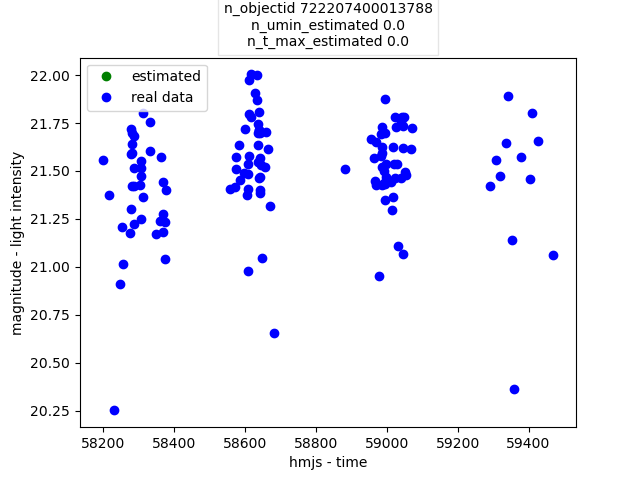 n_objectid 722207400013788
n_umin_estimated 0.0
n_t_max_estimated 0.0
estimated
real data
22.00
21.75
21.50
21.25
21.00
20.75
20.50
20.25
magnitude - light intensity
58200 58400 58600 58800 59000 59200 59400
hmjs - time